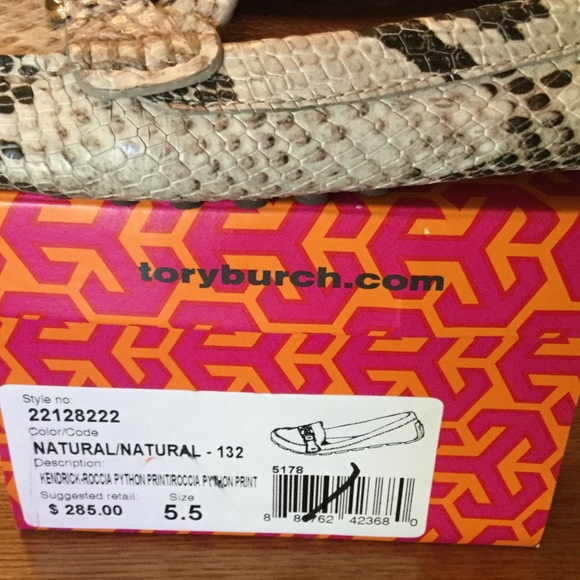 toryburch.com
Style no.
22128222
Color/Code
NATURAL/NATURAL - 132
Description:
KENDRICK-ROCCIA PYTHON PRINT/ROCCIA PYTHON PRINT
Suggested retail: Size
$ 285.00 5.5
5178
8 762 42368 0